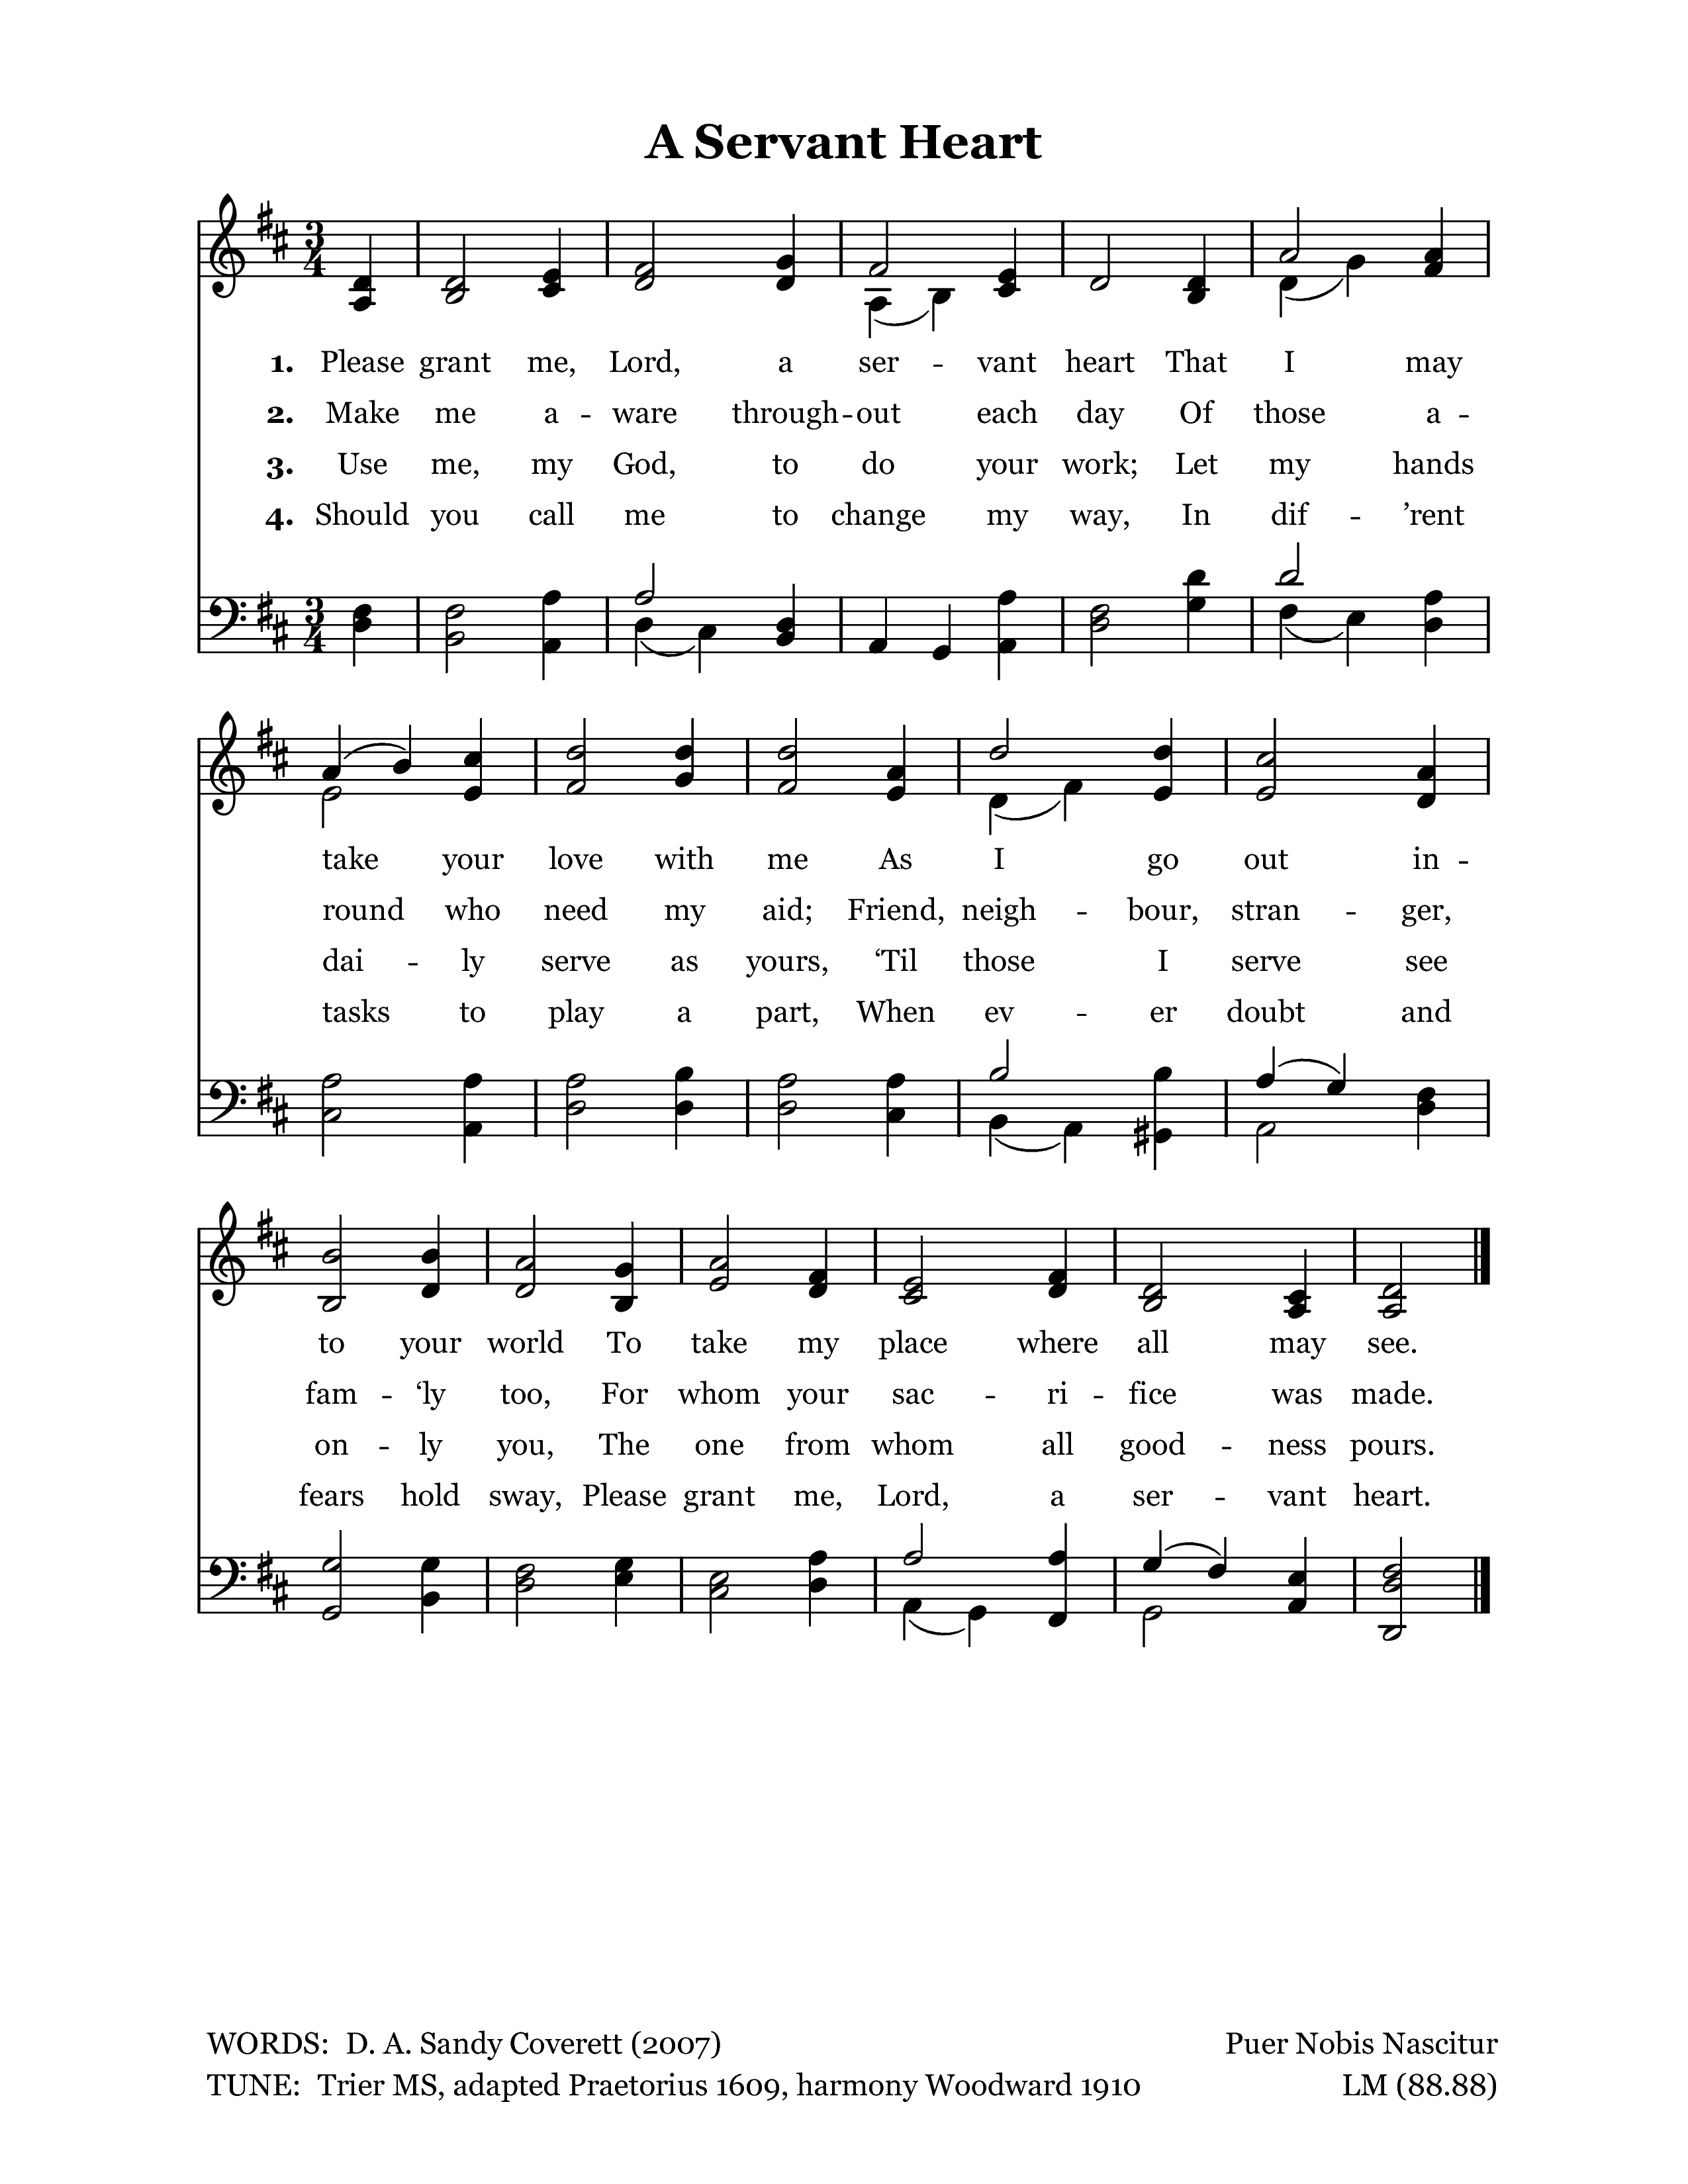 A Servant Heart
1. Please grant me, Lord, a ser -- vant heart That I may
2. Make me a -- ware through -- out each day Of those a --
3. Use me, my God, to do your work; Let my hands
4. Should you call me to change my way, In dif -- ’rent
take your love with me As I go out in --
round who need my aid; Friend, neigh -- bour, stran -- ger,
dai -- ly serve as yours, ‘Til those I serve see
tasks to play a part, When ev -- er doubt and
to your world To take my place where all may see.
fam -- ‘ly too, For whom your sac -- ri -- fice was made.
on -- ly you, The one from whom all good -- ness pours.
fears hold sway, Please grant me, Lord, a ser -- vant heart.
WORDS: D. A. Sandy Coverett (2007) Puer Nobis Nascitur
TUNE: Trier MS, adapted Praetorius 1609, harmony Woodward 1910 LM (88.88)